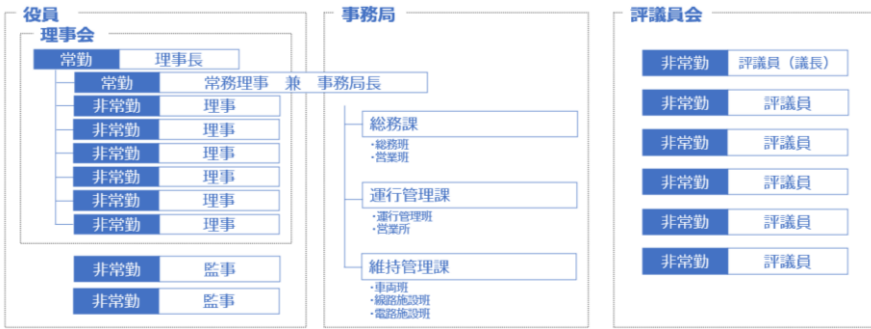 役員
理事会
常勤 理事長
常勤 常務理事 兼 事務局長
非常勤 理事
非常勤 理事
非常勤 理事
非常勤 理事
非常勤 理事
非常勤 理事
非常勤 監事
非常勤 監事
事務局
総務課
・総務班
・営業班
運行管理課
・運行管理班
・営業所
維持管理課
・車両班
・線路施設班
・電路施設班
評議員会
非常勤 評議員（議長）
非常勤 評議員
非常勤 評議員
非常勤 評議員
非常勤 評議員
非常勤 評議員